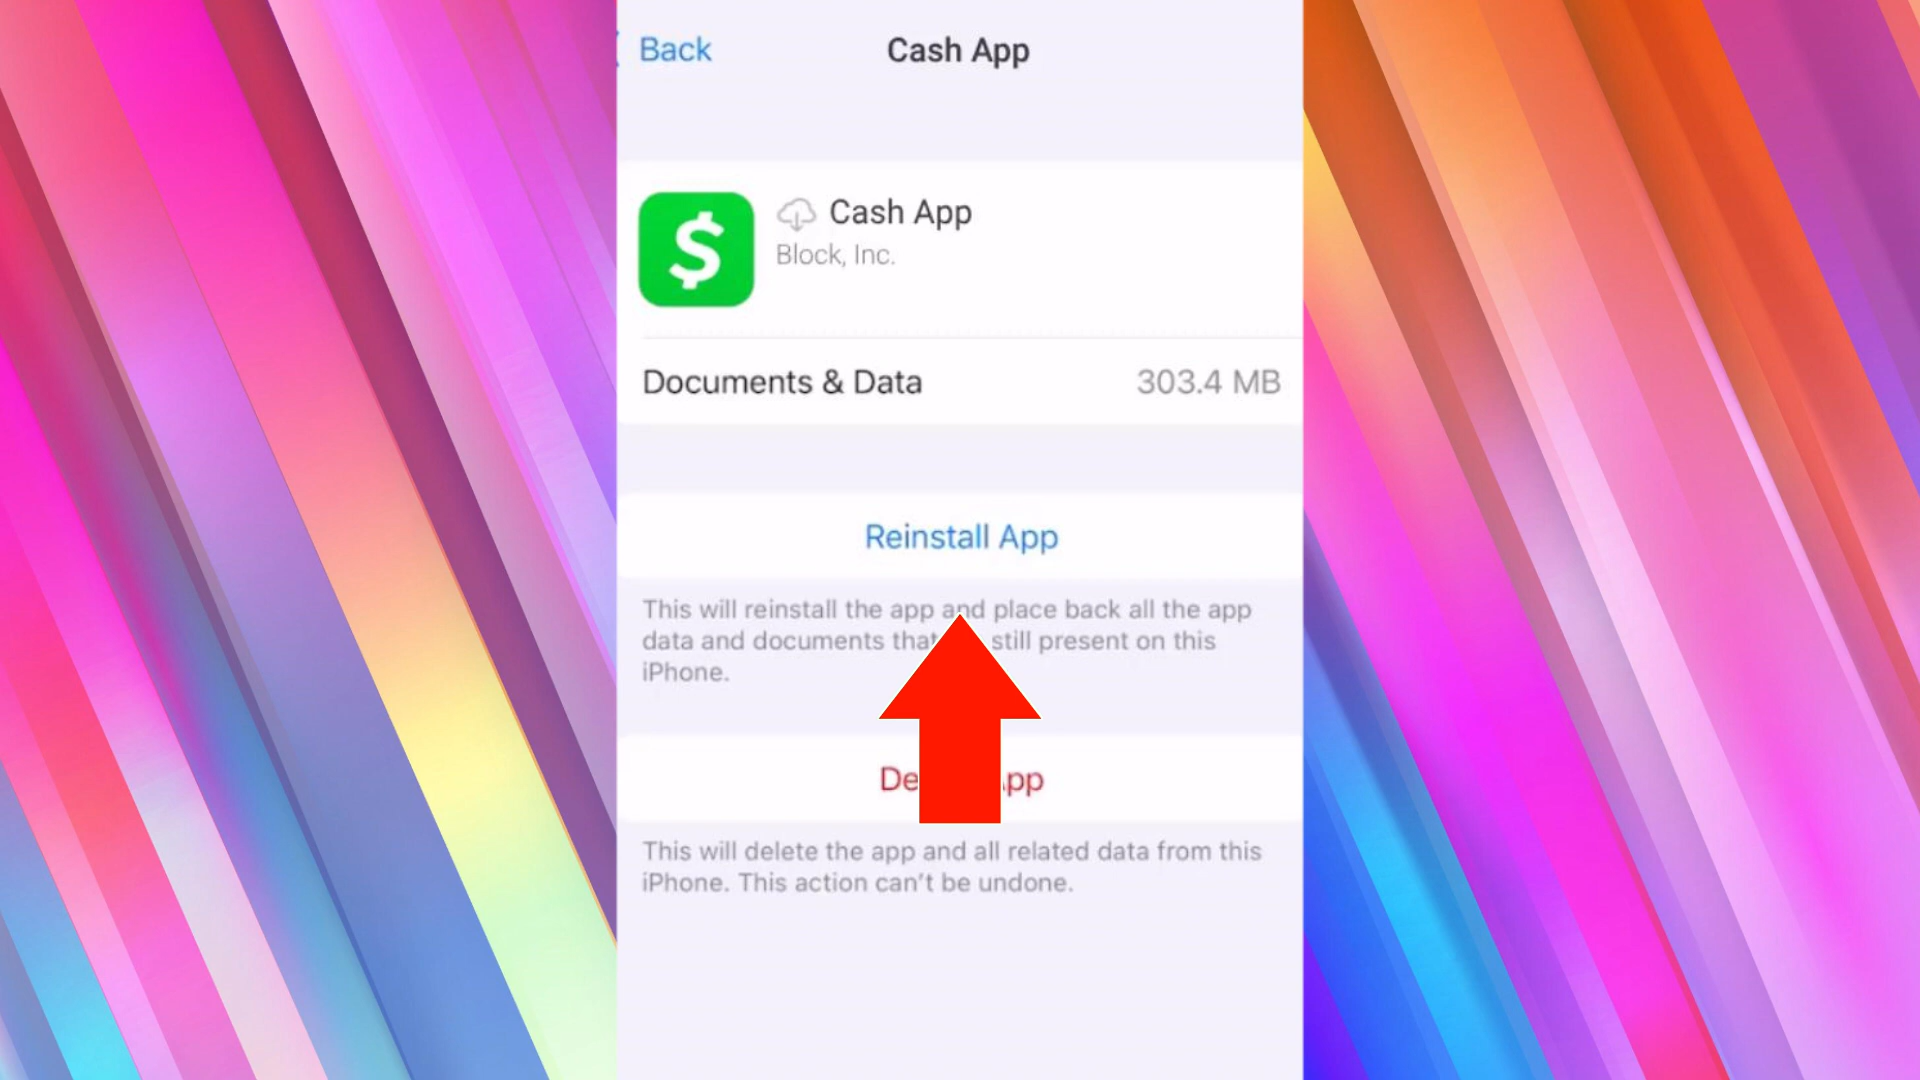 Back
Cash App
$
Cash App
Block, Inc.
Documents & Data 303.4 MB
Reinstall App
This will reinstall the app and place back all the app
data and documents that still present on this
iPhone.
This will delete the app and all related data from this
iPhone. This action can't be undone.